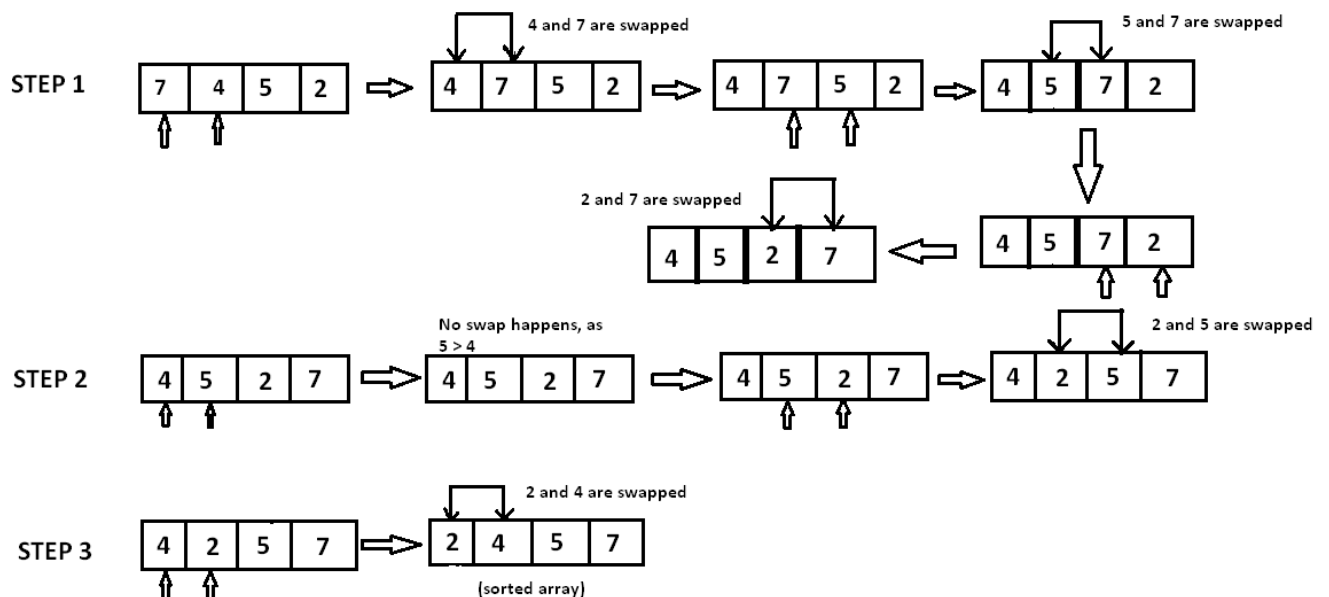 4 and 7 are swapped
5 and 7 are swapped
STEP 1
7 4 5 2
4 7 5 2
4 7 5 2
4 5 7 2
2 and 7 are swapped
4 5 2 7
4 5 7 2
No swap happens, as
5 > 4
2 and 5 are swapped
STEP 2
4 5 2 7
4 5 2 7
4 5 2 7
4 2 5 7
2 and 4 are swapped
STEP 3
4 2 5 7
2 4 5 7
(sorted array)